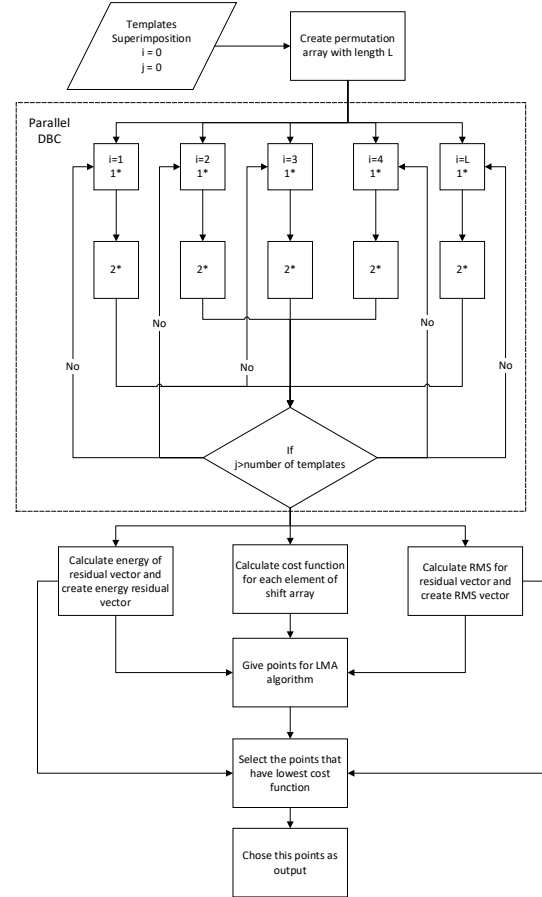 Templates
Superimposition
i = 0
j = 0
Create permutation
array with length L
Parallel
DBC
i=1
1*
i=2
1*
i=3
1*
i=4
1*
i=L
1*
2*
2*
2*
2*
2*
No
No
No
No
No
If
j>number of templates
Calculate energy of
residual vector and
create energy residual
vector
Calculate cost function
for each element of
shift array
Calculate RMS for
residual vector and
create RMS vector
Give points for LMA
algorithm
Select the points that
have lowest cost
function
Chose this points as
output